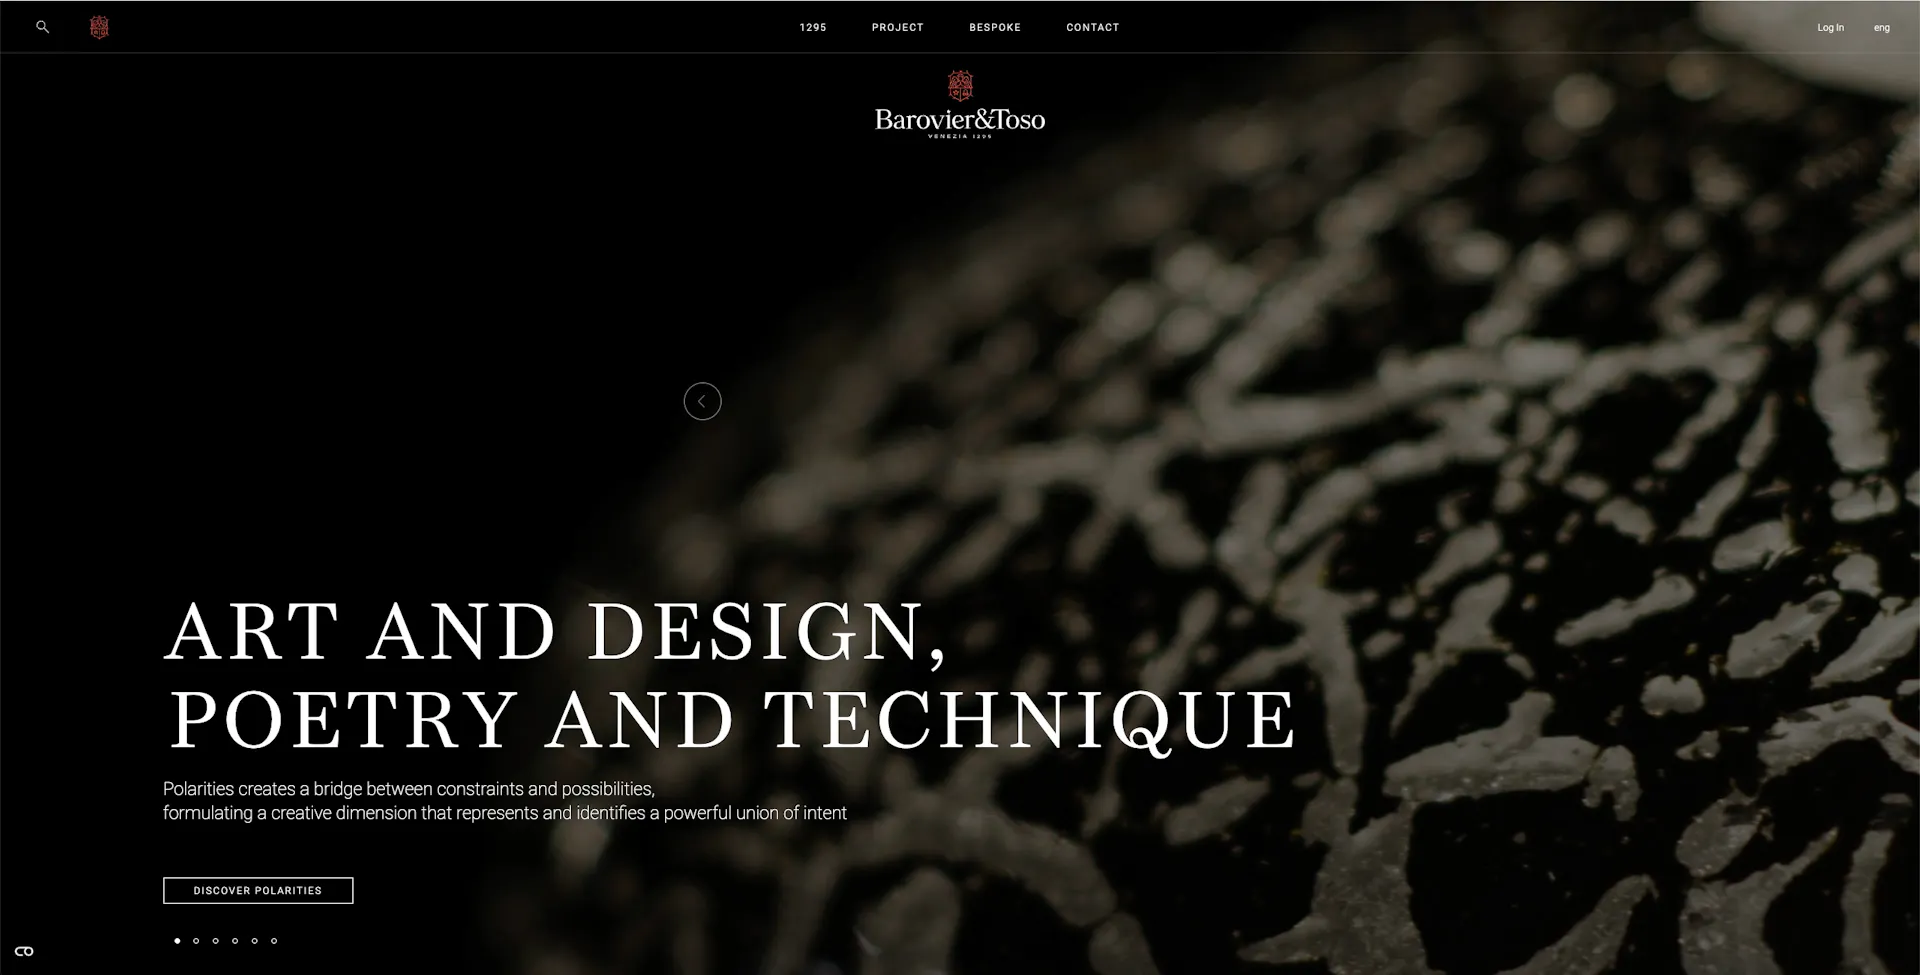 1295
PROJECT
BESPOKE
CONTACT
Log In
eng
Barovier&Toso
VENEZIA 1295
ART AND DESIGN,
POETRY AND TECHNIQUE
Polarities creates a bridge between constraints and possibilities,
formulating a creative dimension that represents and identifies a powerful union of intent
DISCOVER POLARITIES